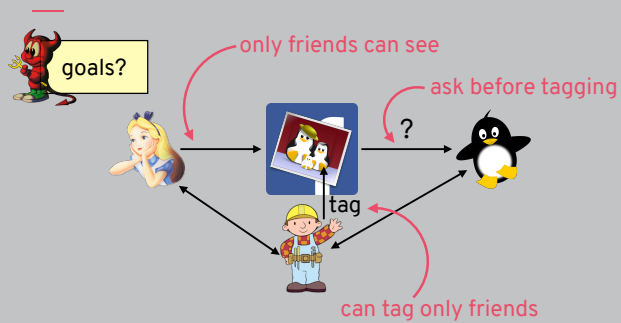 only friends can see
goals?
ask before tagging
?
tag
can tag only friends